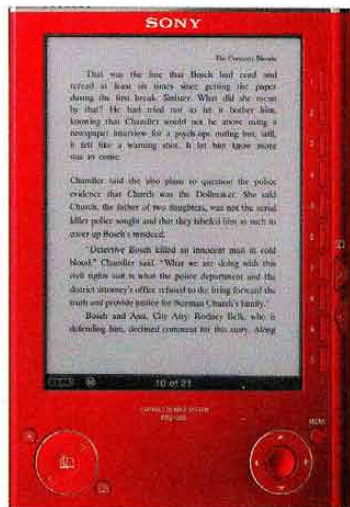 SONY
The Concrete Blonde
That was the line that Bosch had read and
reread at least six times since getting the paper
during the first break. Sinister. What did she mean
by that? He had tried not to let it bother him,
knowing that Chandler would not be above using a
newspaper interview for a psych-ops outing but, still,
it felt like a warning shot. It let him know more
was to come.
Chandler said she also plans to question the police
evidence that Church was the Dollmaker. She said
Church, the father of two daughters, was not the serial
killer police sought and that they labeled him as such to
cover up Bosch's misdeed.
"Detective Bosch killed an innocent man in cold
blood," Chandler said. "What we are doing with this
civil rights suit is what the police department and the
district attorney's office refused to do: bring forward the
truth and provide justice for Norman Church's family."
Bosch and Asst. City Atty. Rodney Belk, who is
defending him, declined comment for this story. Along
10 of 21
MENU